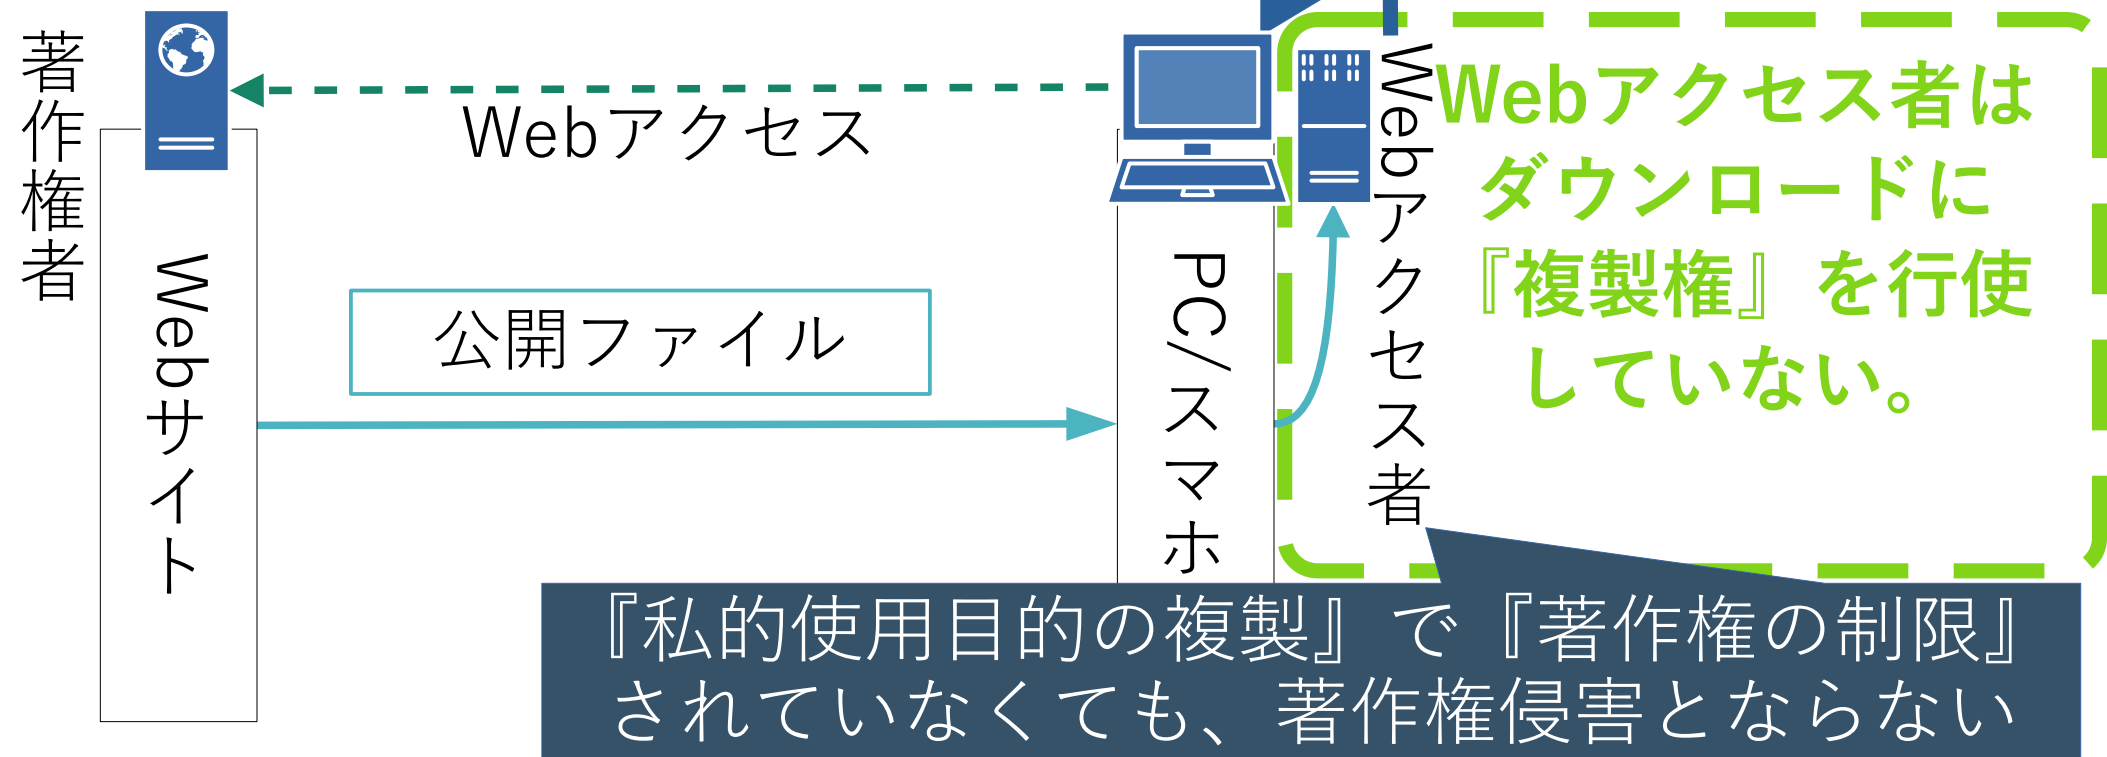 著作権者
Webサイト
Webアクセス
公開ファイル
PC/スマホ
Webアクセス者
Webアクセス者は
ダウンロードに
『複製権』を行使
していない。
『私的使用目的の複製』で『著作権の制限』
されていなくても、著作権侵害とならない